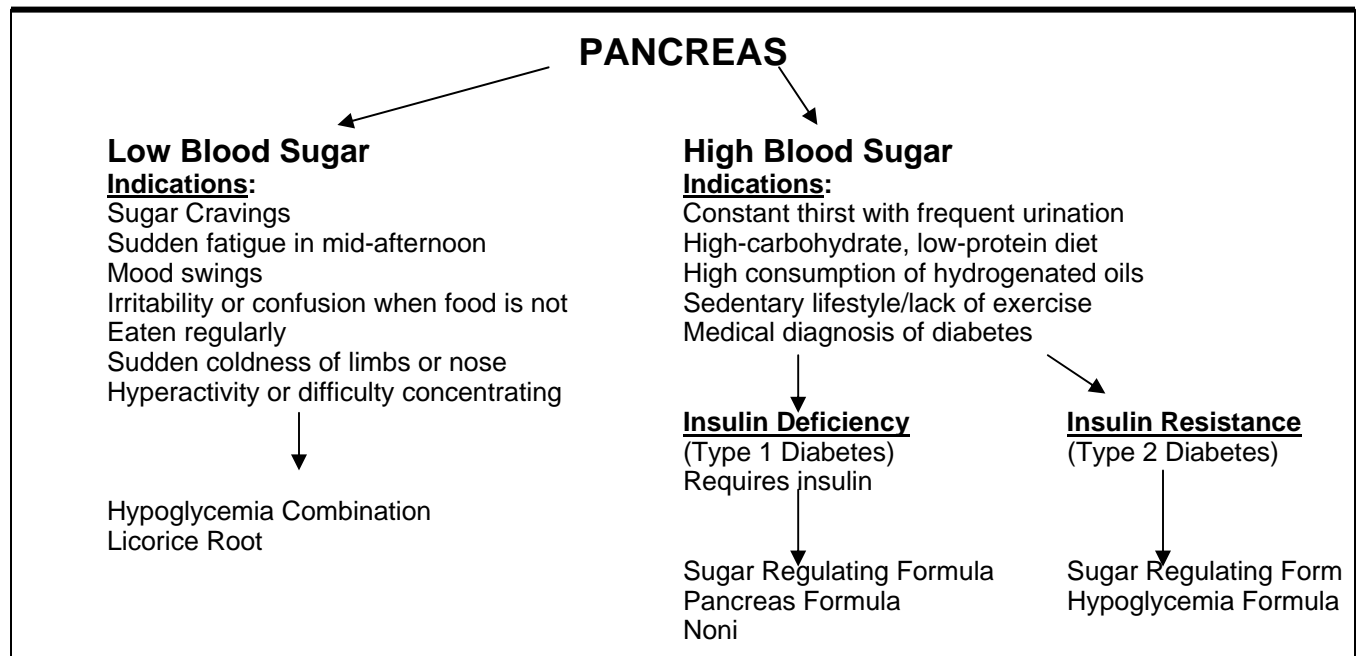 PANCREAS
Low Blood Sugar
Indications:
Sugar Cravings
Sudden fatigue in mid-afternoon
Mood swings
Irritability or confusion when food is not
Eaten regularly
Sudden coldness of limbs or nose
Hyperactivity or difficulty concentrating
Hypoglycemia Combination
Licorice Root
High Blood Sugar
Indications:
Constant thirst with frequent urination
High-carbohydrate, low-protein diet
High consumption of hydrogenated oils
Sedentary lifestyle/lack of exercise
Medical diagnosis of diabetes
Insulin Deficiency
(Type 1 Diabetes)
Requires insulin
Sugar Regulating Formula
Pancreas Formula
Noni
Insulin Resistance
(Type 2 Diabetes)
Sugar Regulating Form
Hypoglycemia Formula